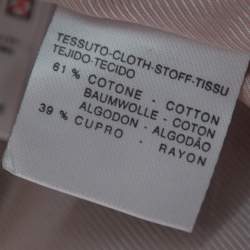 TESSUTO-CLOTH-STOFF-TISSU
TEJIDO-TECIDO
61 % COTONE - COTTON
BAUMWOLLE - COTON
ALGODON - ALGODÃO
39 % CUPRO - RAYON